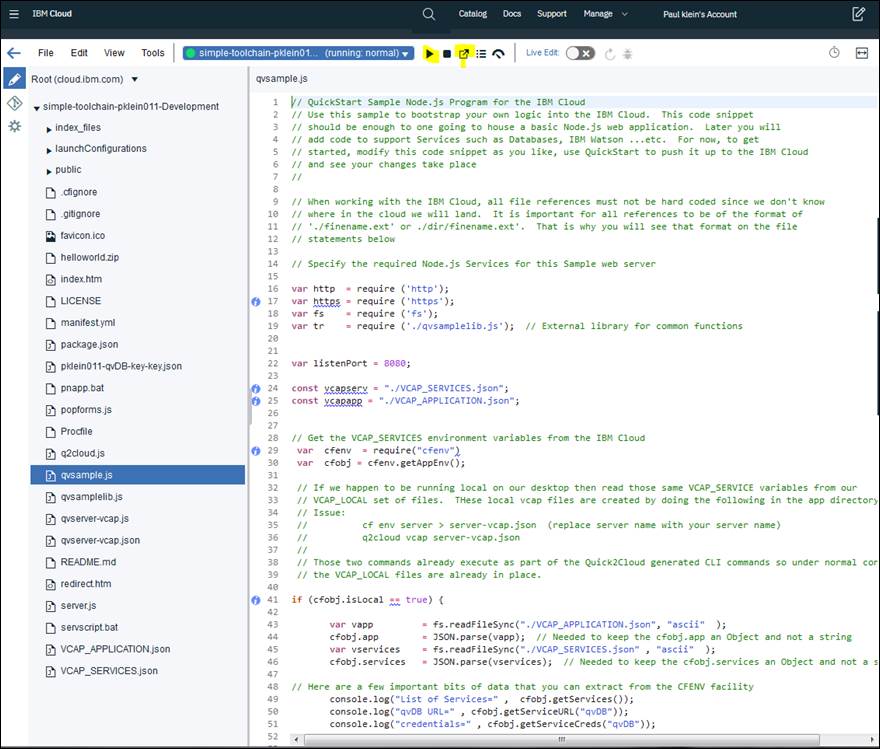 IBM Cloud
Catalog Docs Support Manage Paul klein's Account
File Edit View Tools
simple-toolchain-pklein011... (running: normal)
Live Edit:
Root (cloud.ibm.com)
simple-toolchain-pklein011-Development
index_files
launchConfigurations
public
.cfignore
.gitignore
favicon.ico
helloworld.zip
index.htm
LICENSE
manifest.yml
package.json
pklein011-qvDB-key-key.json
pnapp.bat
popforms.js
Procfile
q2cloud.js
qvsample.js
qvsamplelib.js
qvserver-vcap.js
qvserver-vcap.json
README.md
redirect.htm
server.js
servscript.bat
VCAP_APPLICATION.json
VCAP_SERVICES.json
qvsample.js
1 // QuickStart Sample Node.js Program for the IBM Cloud
2 // Use this sample to bootstrap your own logic into the IBM Cloud.  This code snippet
3 // should be enough to one going to house a basic Node.js web application.  Later you will
4 // add code to support Services such as Databases, IBM Watson ...etc.  For now, to get
5 // started, modify this code snippet as you like, use QuickStart to push it up to the IBM Cloud
6 // and see your changes take place
7 //
8
9 // When working with the IBM Cloud, all file references must not be hard coded since we don't know
10 // where in the cloud we will land.  It is important for all references to be of the format of
11 // './finename.ext' or ./dir/finename.ext'.  That is why you will see that format on the file
12 // statements below
13
14 // Specify the required Node.js Services for this Sample web server
15
16 var http  = require ('http');
17 var https = require ('https');
18 var fs    = require ('fs');
19 var tr    = require ('./qvsamplelib.js');  // External library for common functions
20
21
22 var listenPort = 8080;
23
24 const vcapserv = "./VCAP_SERVICES.json";
25 const vcapapp = "./VCAP_APPLICATION.json";
26
27
28 // Get the VCAP_SERVICES environment variables from the IBM Cloud
29 var  cfenv  = require("cfenv")
30 var  cfobj = cfenv.getAppEnv();
31
32 // If we happen to be running local on our desktop then read those same VCAP_SERVICE variables from our
33 // VCAP_LOCAL set of files.  THese local vcap files are created by doing the following in the app directory
34 // Issue:
35 //         cf env server > server-vcap.json  (replace server name with your server name)
36 //         q2cloud vcap server-vcap.json
37 //
38 // Those two commands already execute as part of the Quick2Cloud generated CLI commands so under normal con
39 // the VCAP_LOCAL files are already in place.
40
41 if (cfobj.isLocal == true) {
42
43 var vapp        = fs.readFileSync("./VCAP_APPLICATION.json", "ascii"  );
44 cfobj.app       = JSON.parse(vapp);  // Needed to keep the cfobj.app an Object and not a string
45 var vservices   = fs.readFileSync("./VCAP_SERVICES.json" , "ascii"  );
46 cfobj.services  = JSON.parse(vservices);  // Needed to keep the cfobj.services an Object and not a s
47
48 // Here are a few important bits of data that you can extract from the CFENV facility
49 console.log("List of Services=" ,  cfobj.getServices());
50 console.log("qvDB URL=" , cfobj.getServiceURL("qvDB"));
51 console.log("credentials=" , cfobj.getServiceCreds("qvDB"));
52